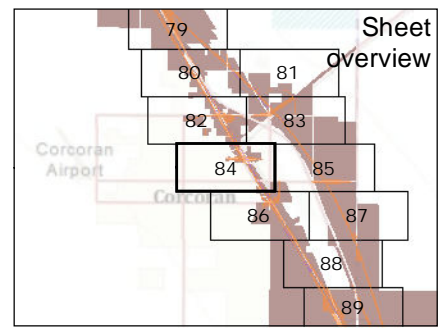 Sheet
overview
79
80
81
82
83
Corcoran
Airport
84
85
Corcoran
86
87
88
89